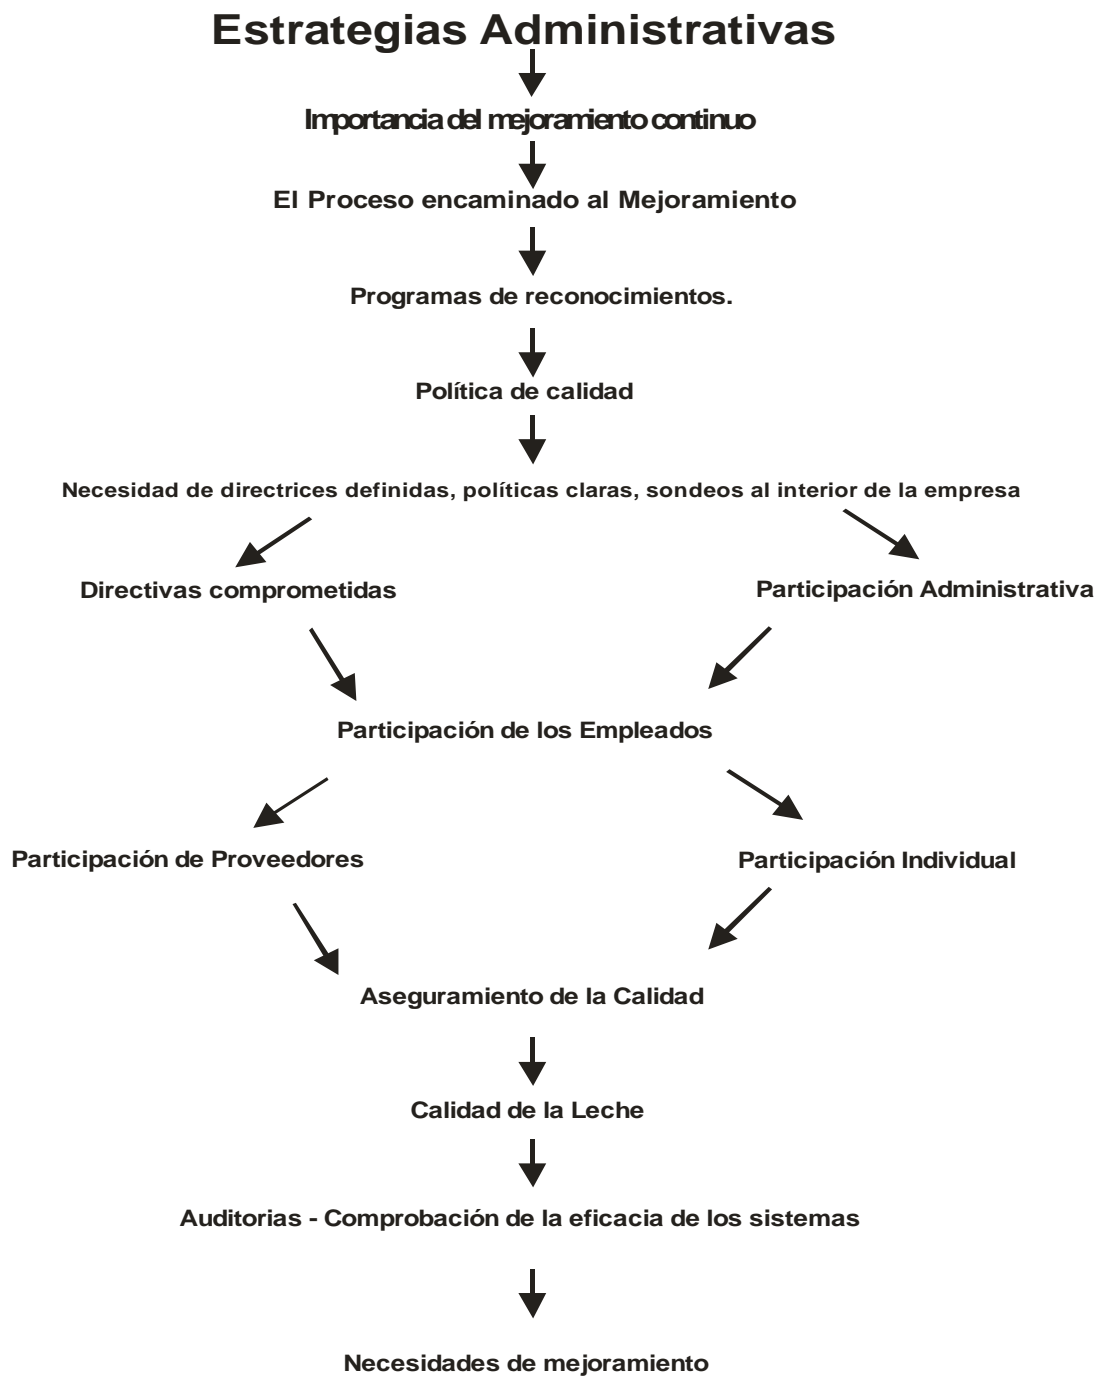 Estrategias Administrativas
Importancia del mejoramiento continuo
El Proceso encaminado al Mejoramiento
Programas de reconocimientos.
Política de calidad
Necesidad de directrices definidas, políticas claras, sondeos al interior de la empresa
Directivas comprometidas
Participación Administrativa
Participación de los Empleados
Participación de Proveedores
Participación Individual
Aseguramiento de la Calidad
Calidad de la Leche
Auditorias - Comprobación de la eficacia de los sistemas
Necesidades de mejoramiento